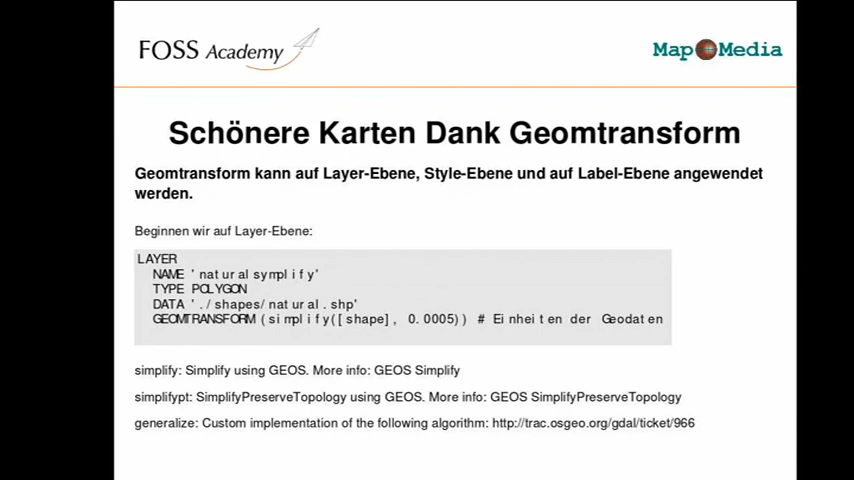 FOSS Academy
Map Media
Schönere Karten Dank Geomtransform
Geomtransform kann auf Layer-Ebene, Style-Ebene und auf Label-Ebene angewendet
werden.
Beginnen wir auf Layer-Ebene:
LAYER
NAME 'naturalsymplify'
TYPE POLYGON
DATA './shapes/natural.shp'
GEOMTRANSFORM (simplify([shape], 0.0005)) # Einheiten der Geodaten
simplify: Simplify using GEOS. More info: GEOS Simplify
simplifypt: SimplifyPreserveTopology using GEOS. More info: GEOS SimplifyPreserveTopology
generalize: Custom implementation of the following algorithm: http://trac.osgeo.org/gdal/ticket/966